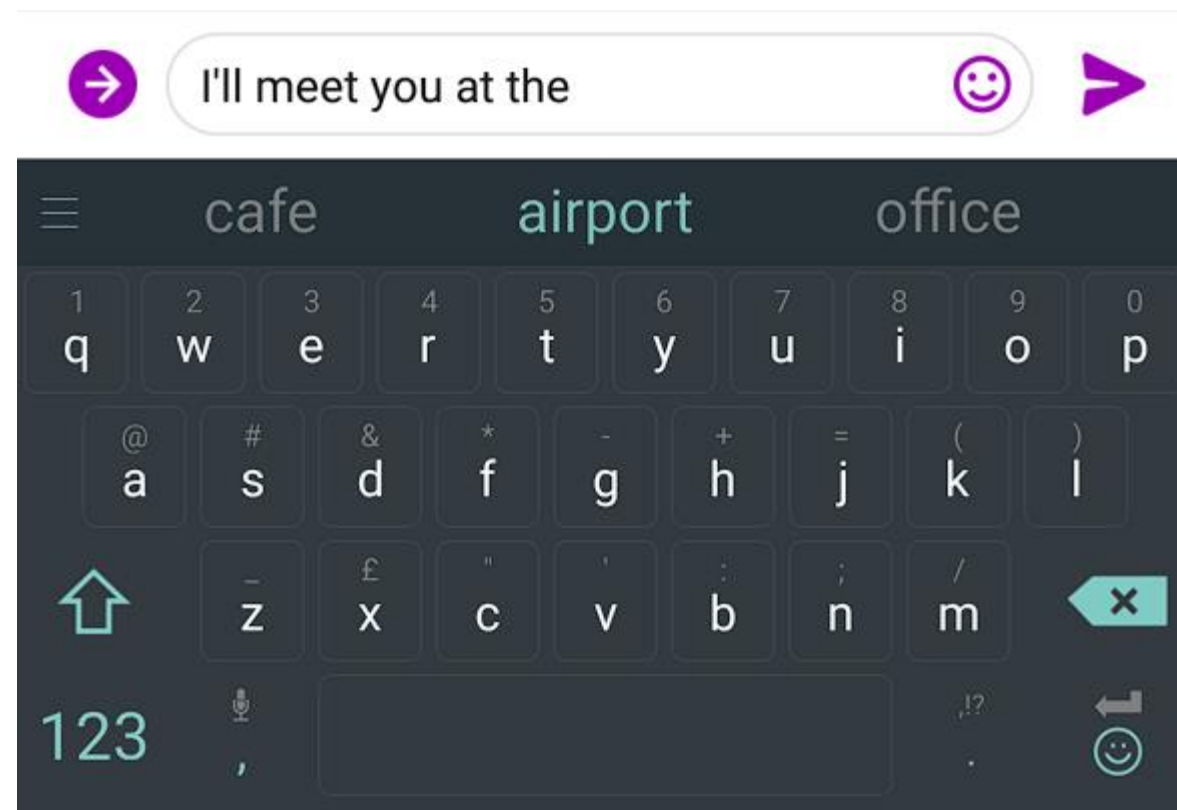 I'll meet you at the
cafe airport office
1 2 3 4 5 6 7 8 9 0
q w e r t y u i o p
@ # & * - + = ( )
a s d f g h j k l
_ £ " ' : ; /
z x c v b n m
,!?
123 , .